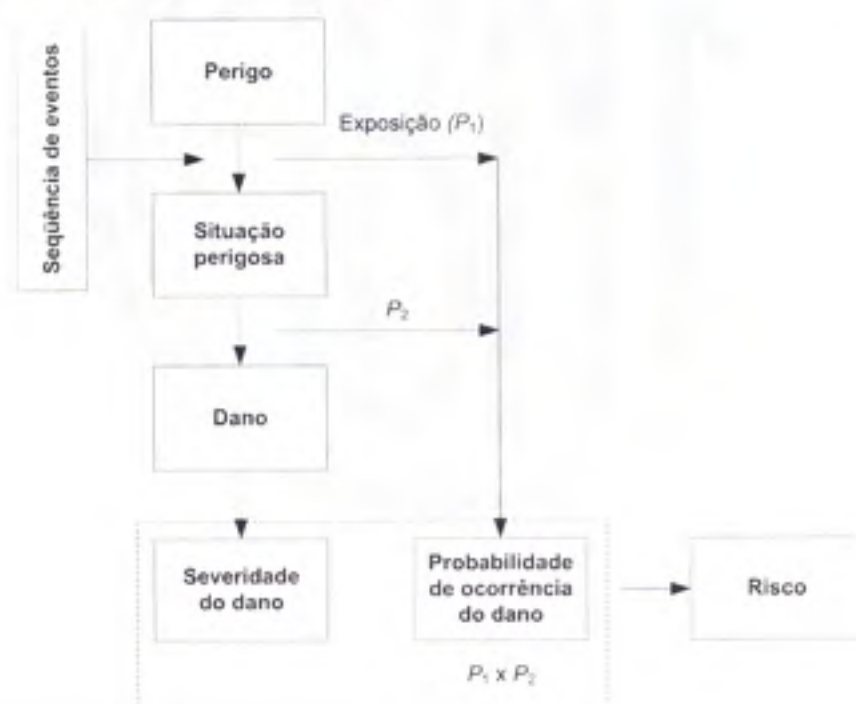 Seqüência de eventos
Perigo
Exposição (P₁)
Situação
perigosa
P₂
Dano
Severidade
do dano
Probabilidade
de ocorrência
do dano
Risco
P₁ x P₂